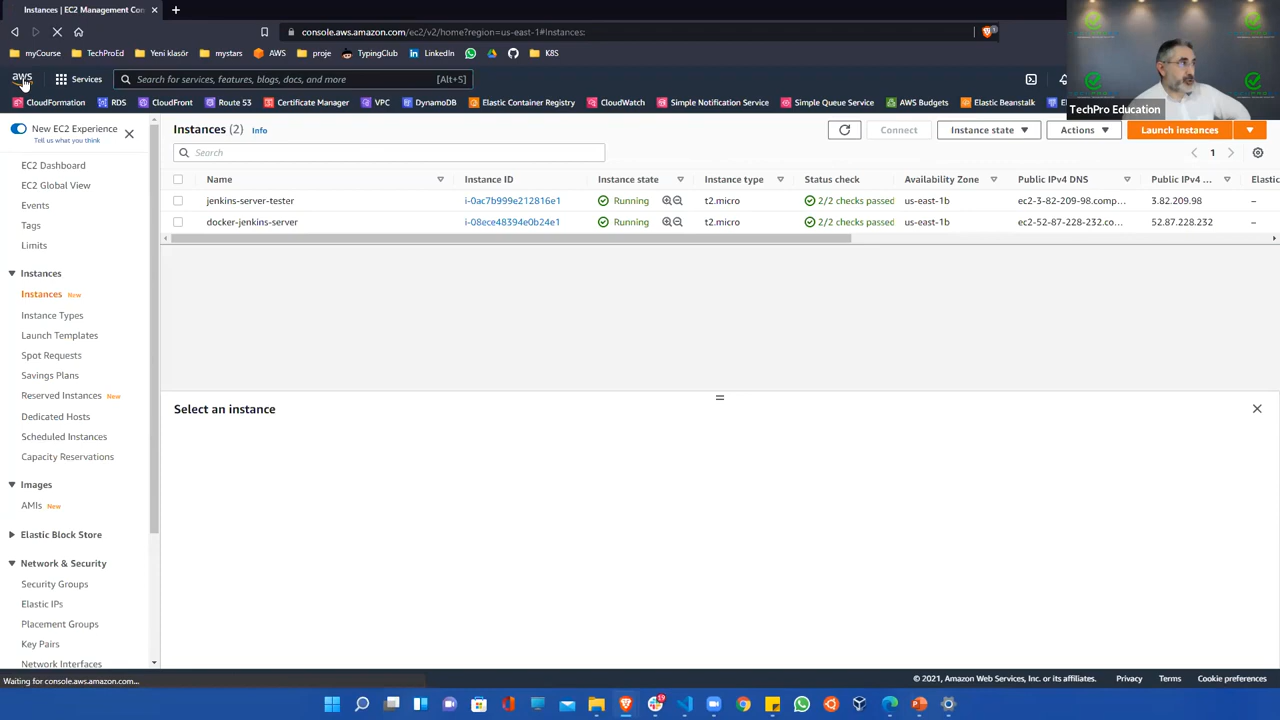 Instances | EC2 Management Con
console.aws.amazon.com/ec2/v2/home?region=us-east-1#Instances:
myCourse TechProEd Yeni klasör mystars AWS proje TypingClub LinkedIn GitHub K8S
aws Services Search for services, features, blogs, docs, and more [Alt+S]
CloudFormation RDS CloudFront Route 53 Certificate Manager VPC DynamoDB Elastic Container Registry CloudWatch Simple Notification Service Simple Queue Service AWS Budgets Elastic Beanstalk
TechPro Education
New EC2 Experience
Tell us what you think
EC2 Dashboard
EC2 Global View
Events
Tags
Limits
Instances
Instances New
Instance Types
Launch Templates
Spot Requests
Savings Plans
Reserved Instances New
Dedicated Hosts
Scheduled Instances
Capacity Reservations
Images
AMIs New
Elastic Block Store
Network & Security
Security Groups
Elastic IPs
Placement Groups
Key Pairs
Network Interfaces
Instances (2) Info
Connect Instance state Actions Launch instances
Search
1
Name Instance ID Instance state Instance type Status check Availability Zone Public IPv4 DNS Public IPv4 ... Elastic
jenkins-server-tester i-0ac7b999e212816e1 Running t2.micro 2/2 checks passed us-east-1b ec2-3-82-209-98.comp... 3.82.209.98 –
docker-jenkins-server i-08ece48394e0b24e1 Running t2.micro 2/2 checks passed us-east-1b ec2-52-87-228-232.co... 52.87.228.232 –
Select an instance
Waiting for console.aws.amazon.com...
© 2021, Amazon Web Services, Inc. or its affiliates. Privacy Terms Cookie preferences
19